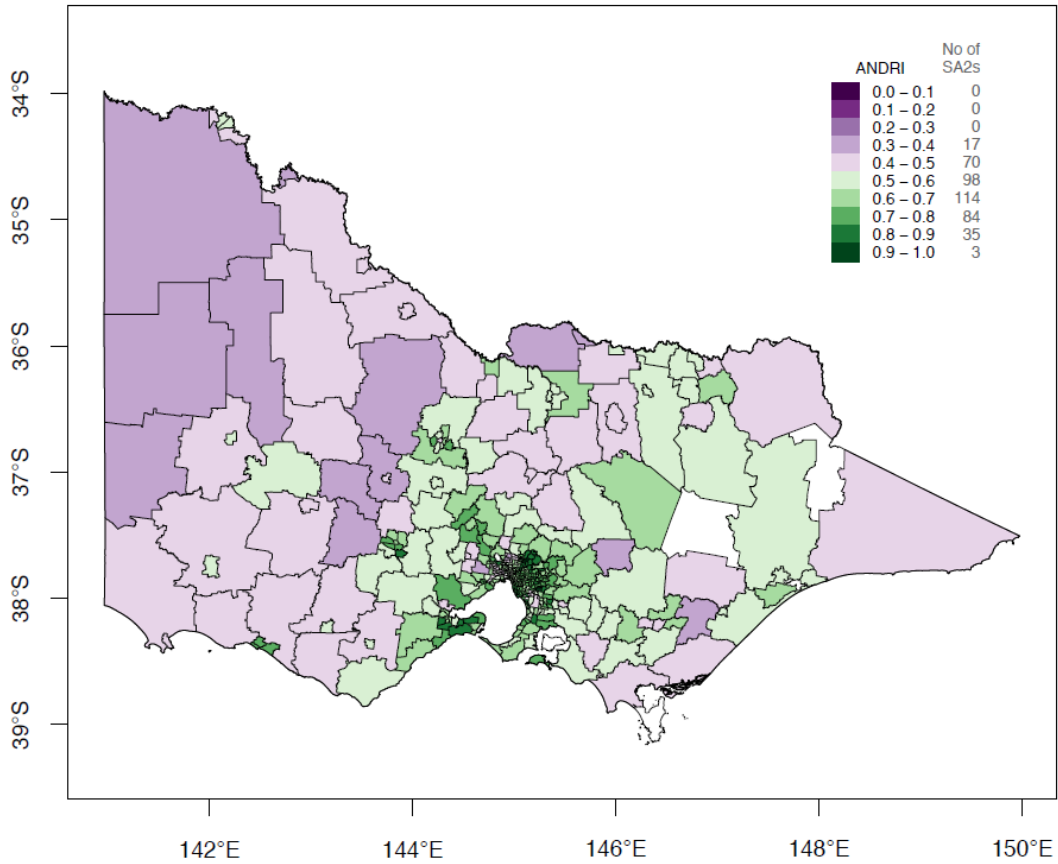 No of
ANDRI SA2s
0.0 – 0.1 0
0.1 – 0.2 0
0.2 – 0.3 0
0.3 – 0.4 17
0.4 – 0.5 70
0.5 – 0.6 98
0.6 – 0.7 114
0.7 – 0.8 84
0.8 – 0.9 35
0.9 – 1.0 3
34°S
35°S
36°S
37°S
38°S
39°S
142°E 144°E 146°E 148°E 150°E